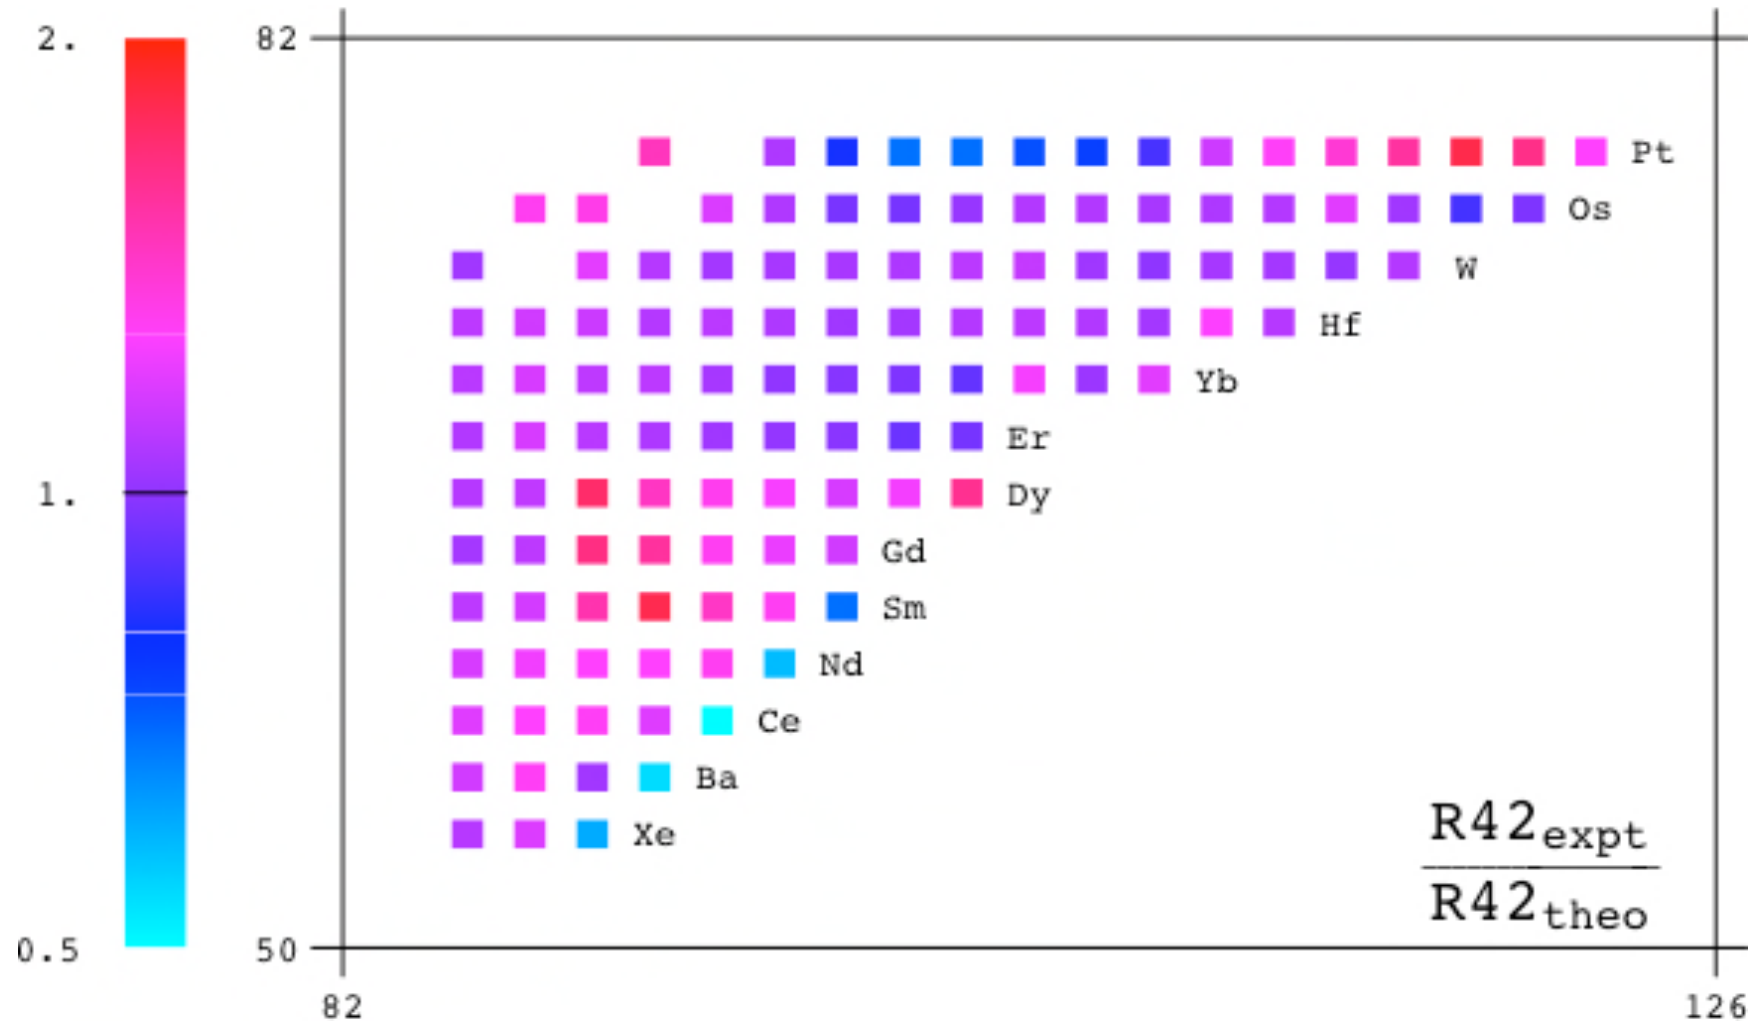 2.
82
Pt
Os
W
Hf
Yb
Er
1.
Dy
Gd
Sm
Nd
Ce
Ba
Xe
R42expt
R42theo
0.5
50
82
126